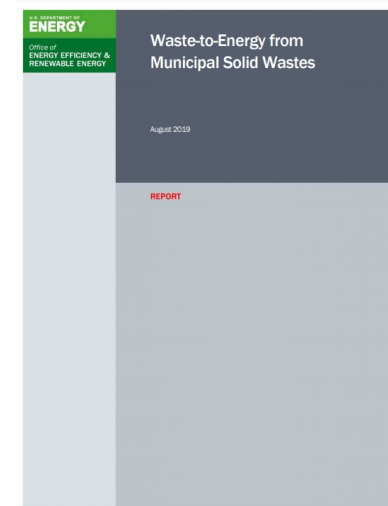 U.S. DEPARTMENT OF
ENERGY
Office of
ENERGY EFFICIENCY &
RENEWABLE ENERGY
Waste-to-Energy from
Municipal Solid Wastes
August 2019
REPORT